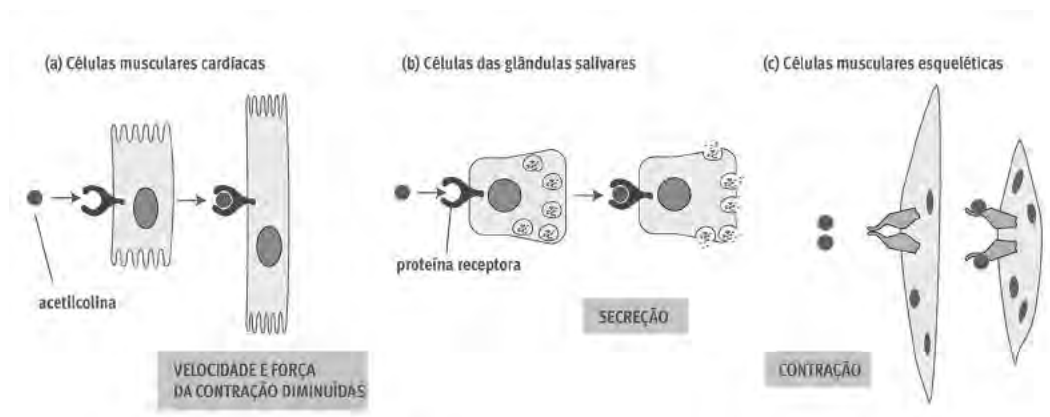 (a) Células musculares cardíacas
(b) Células das glândulas salivares
(c) Células musculares esqueléticas
proteína receptora
acetilcolina
SECREÇÃO
VELOCIDADE E FORÇA
DA CONTRAÇÃO DIMINUÍDAS
CONTRAÇÃO